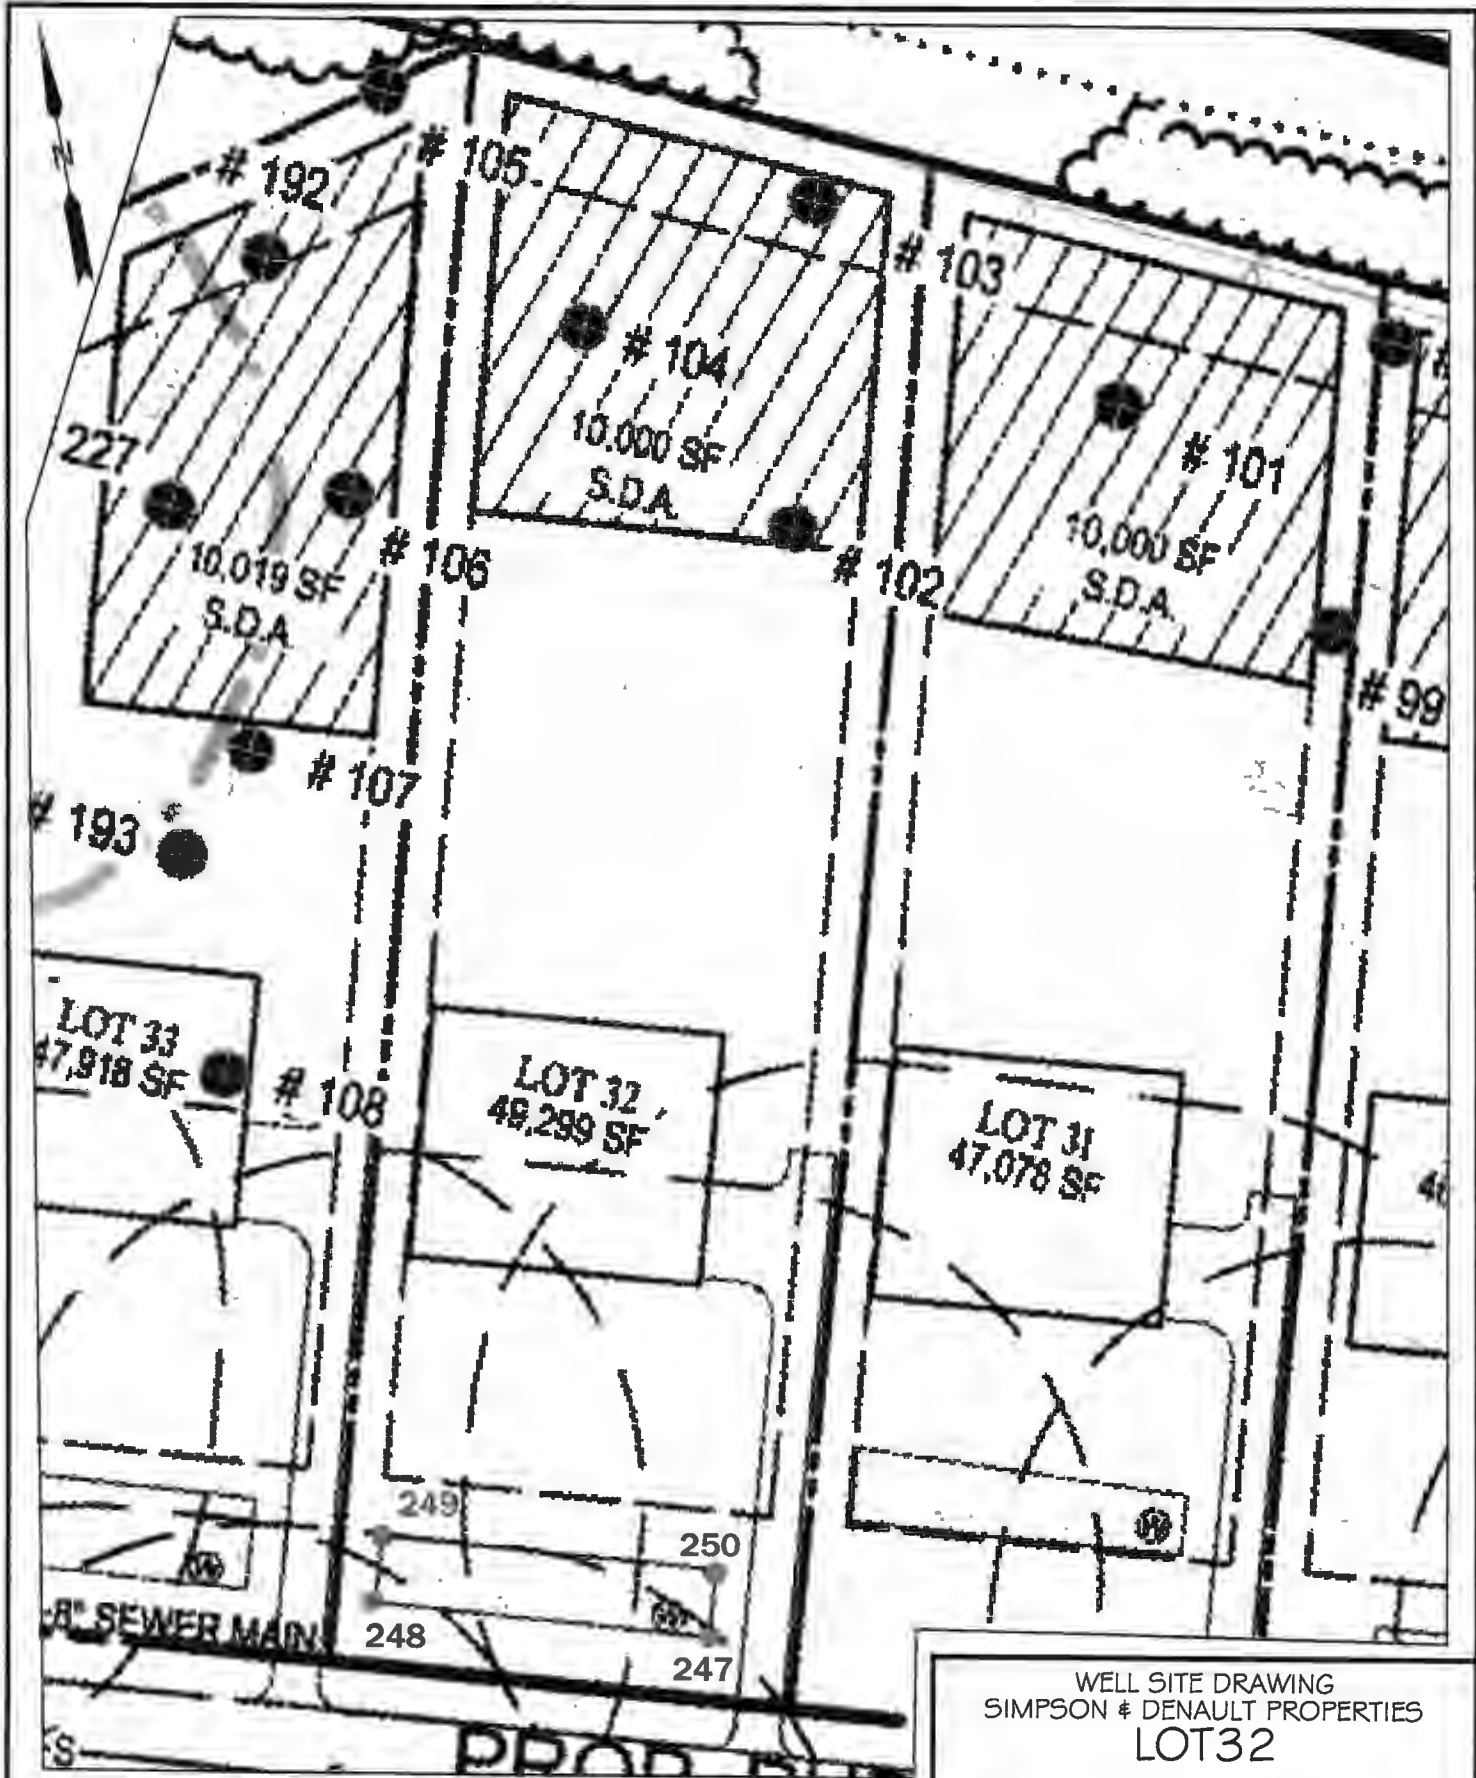 N
# 192
# 105
# 103
# 104
10,000 SF
S.D.A.
# 101
10,000 SF
S.D.A.
227
10,019 SF
S.D.A.
# 106
# 102
# 99
# 107
# 193
LOT 33
47,918 SF
# 108
LOT 32
49,299 SF
LOT 31
47,078 SF
249
250
W
W
W
248
247
8" SEWER MAIN
PROP.
WELL SITE DRAWING
SIMPSON & DENAULT PROPERTIES
LOT32